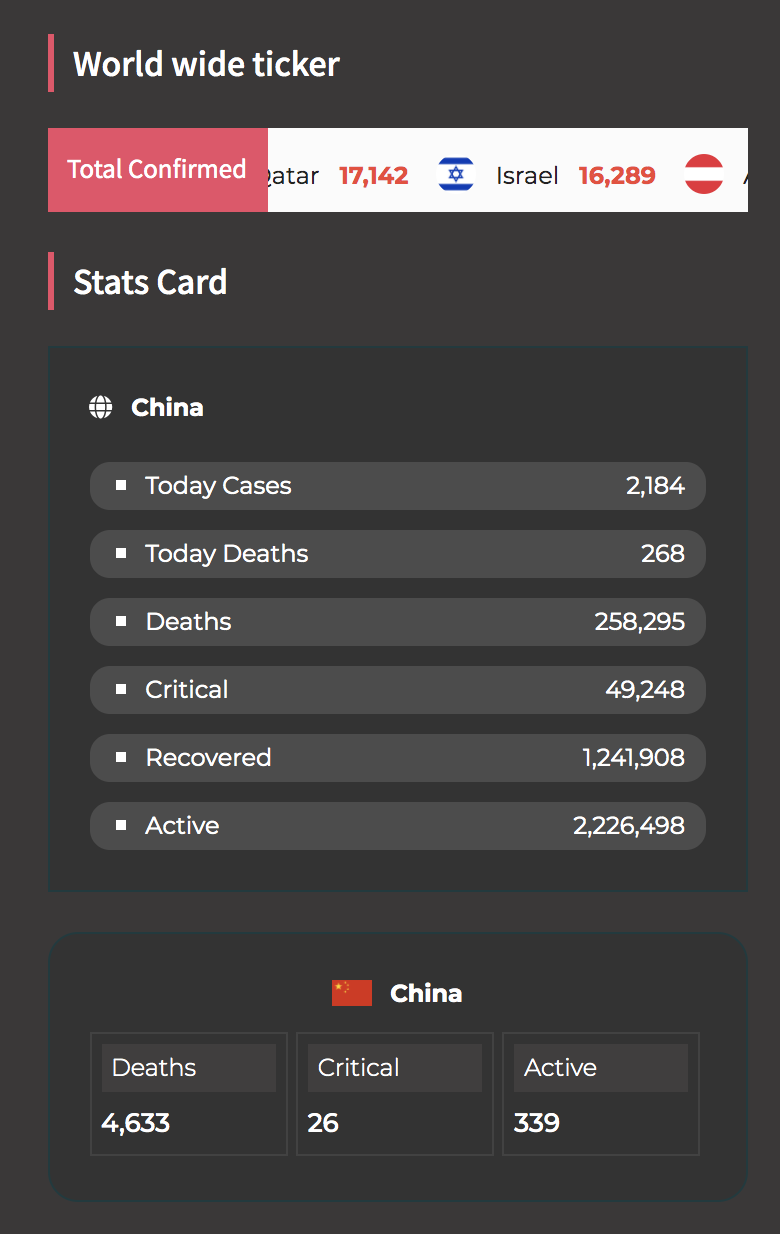 World wide ticker
Total Confirmed
Qatar 17,142 Israel 16,289
Stats Card
China
Today Cases 2,184
Today Deaths 268
Deaths 258,295
Critical 49,248
Recovered 1,241,908
Active 2,226,498
China
Deaths Critical Active
4,633 26 339